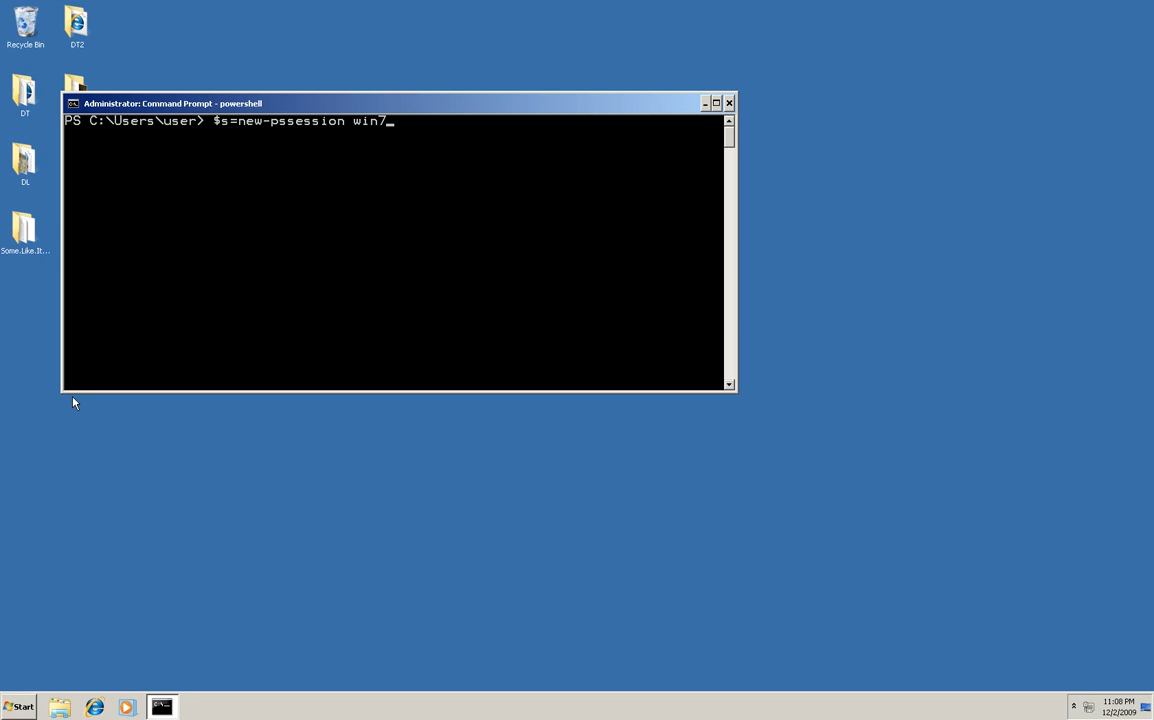 Recycle Bin
DT2
DT
DL
Some.Like.It...
Administrator: Command Prompt - powershell
PS C:\Users\user> $s=new-pssession win7_
Start
11:08 PM
12/2/2009